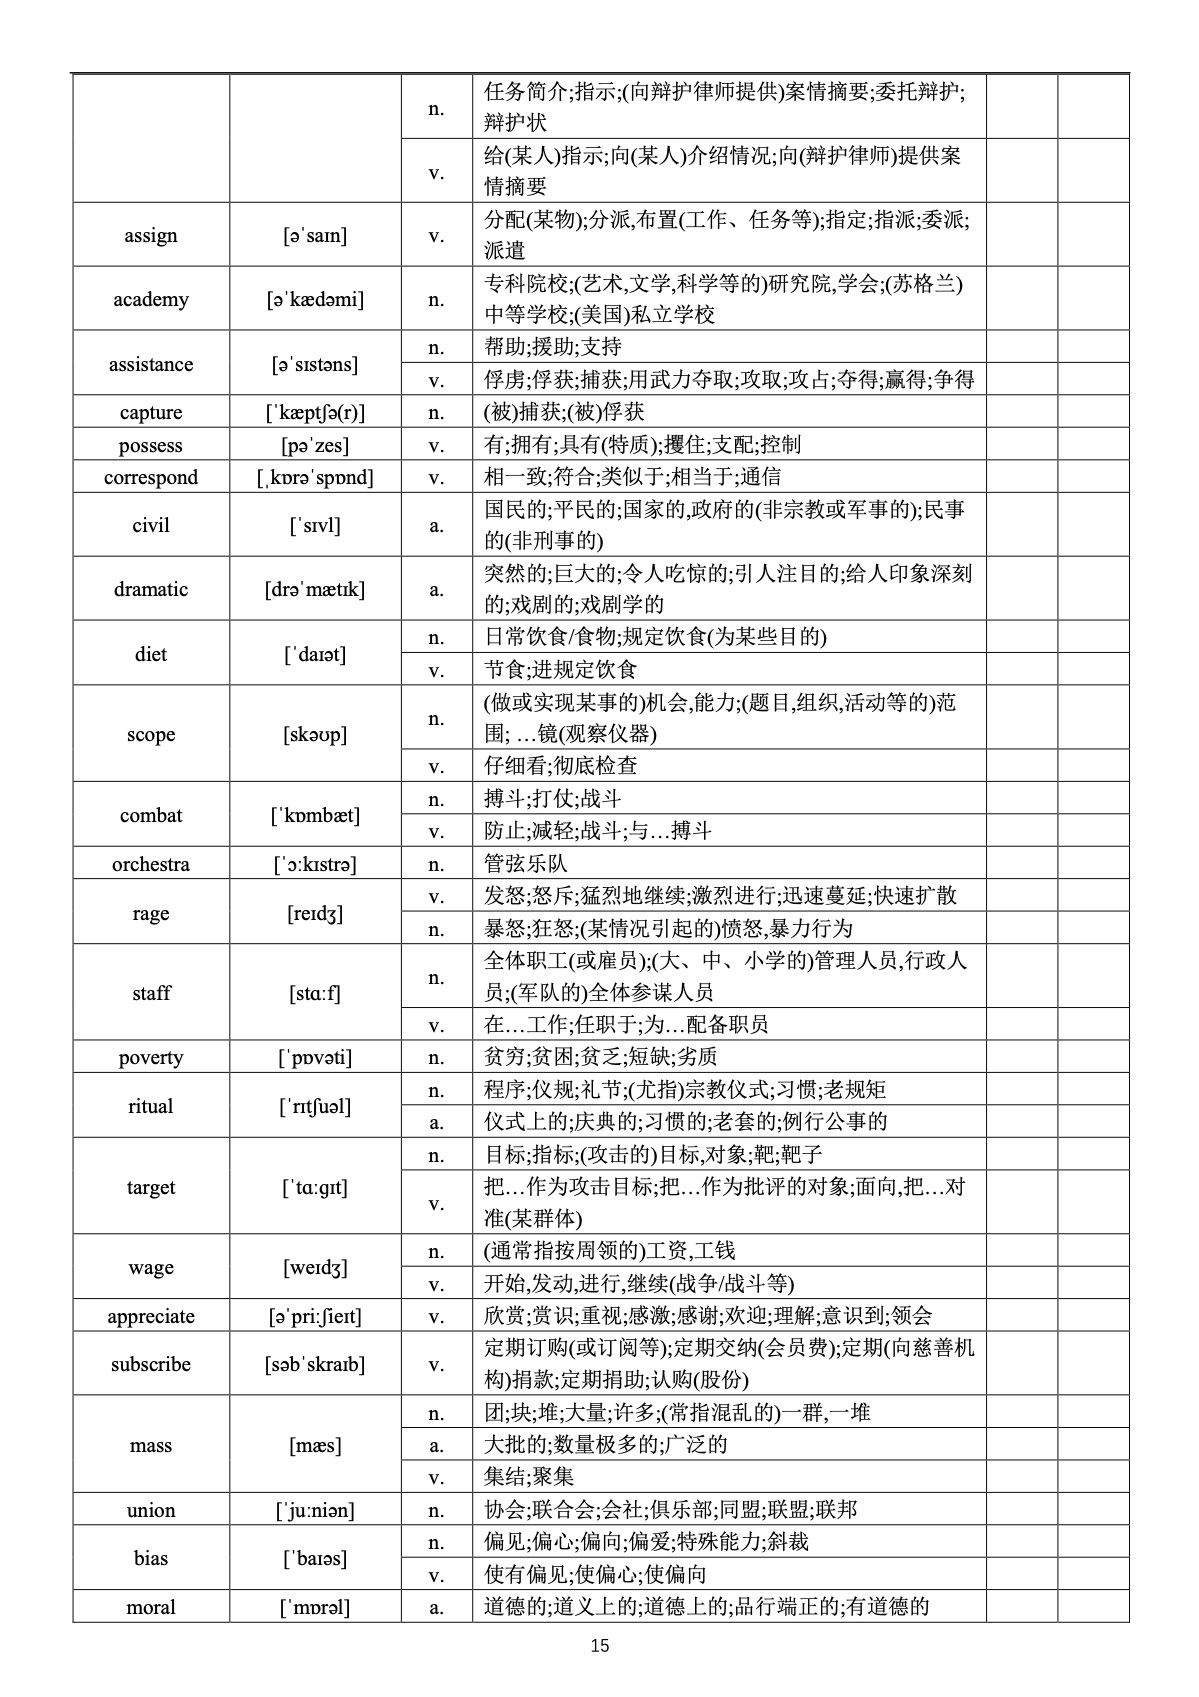 n. 任务简介;指示;(向辩护律师提供)案情摘要;委托辩护;
辩护状
v. 给(某人)指示;向(某人)介绍情况;向(辩护律师)提供案
情摘要
assign [əˈsaɪn] v. 分配(某物);分派,布置(工作、任务等);指定;指派;委派;
派遣
academy [əˈkædəmi] n. 专科院校;(艺术,文学,科学等的)研究院,学会;(苏格兰)
中等学校;(美国)私立学校
assistance [əˈsɪstəns] n. 帮助;援助;支持
v. 俘虏;俘获;捕获;用武力夺取;攻取;攻占;夺得;赢得;争得
capture [ˈkæptʃə(r)] n. (被)捕获;(被)俘获
possess [pəˈzes] v. 有;拥有;具有(特质);攫住;支配;控制
correspond [ˌkɒrəˈspɒnd] v. 相一致;符合;类似于;相当于;通信
civil [ˈsɪvl] a. 国民的;平民的;国家的,政府的(非宗教或军事的);民事
的(非刑事的)
dramatic [drəˈmætɪk] a. 突然的;巨大的;令人吃惊的;引人注目的;给人印象深刻
的;戏剧的;戏剧学的
diet [ˈdaɪət] n. 日常饮食/食物;规定饮食(为某些目的)
v. 节食;进规定饮食
scope [skəʊp] n. (做或实现某事的)机会,能力;(题目,组织,活动等的)范
围; …镜(观察仪器)
v. 仔细看;彻底检查
combat [ˈkɒmbæt] n. 搏斗;打仗;战斗
v. 防止;减轻;战斗;与…搏斗
orchestra [ˈɔːkɪstrə] n. 管弦乐队
rage [reɪdʒ] v. 发怒;怒斥;猛烈地继续;激烈进行;迅速蔓延;快速扩散
n. 暴怒;狂怒;(某情况引起的)愤怒,暴力行为
staff [stɑːf] n. 全体职工(或雇员);(大、中、小学的)管理人员,行政人
员;(军队的)全体参谋人员
v. 在…工作;任职于;为…配备职员
poverty [ˈpɒvəti] n. 贫穷;贫困;贫乏;短缺;劣质
ritual [ˈrɪtʃuəl] n. 程序;仪规;礼节;(尤指)宗教仪式;习惯;老规矩
a. 仪式上的;庆典的;习惯的;老套的;例行公事的
target [ˈtɑːɡɪt] n. 目标;指标;(攻击的)目标,对象;靶;靶子
v. 把…作为攻击目标;把…作为批评的对象;面向,把…对
准(某群体)
wage [weɪdʒ] n. (通常指按周领的)工资,工钱
v. 开始,发动,进行,继续(战争/战斗等)
appreciate [əˈpriːʃieɪt] v. 欣赏;赏识;重视;感激;感谢;欢迎;理解;意识到;领会
subscribe [səbˈskraɪb] v. 定期订购(或订阅等);定期交纳(会员费);定期(向慈善机
构)捐款;定期捐助;认购(股份)
mass [mæs] n. 团;块;堆;大量;许多;(常指混乱的)一群,一堆
a. 大批的;数量极多的;广泛的
v. 集结;聚集
union [ˈjuːniən] n. 协会;联合会;会社;俱乐部;同盟;联盟;联邦
bias [ˈbaɪəs] n. 偏见;偏心;偏向;偏爱;特殊能力;斜裁
v. 使有偏见;使偏心;使偏向
moral [ˈmɒrəl] a. 道德的;道义上的;道德上的;品行端正的;有道德的
15